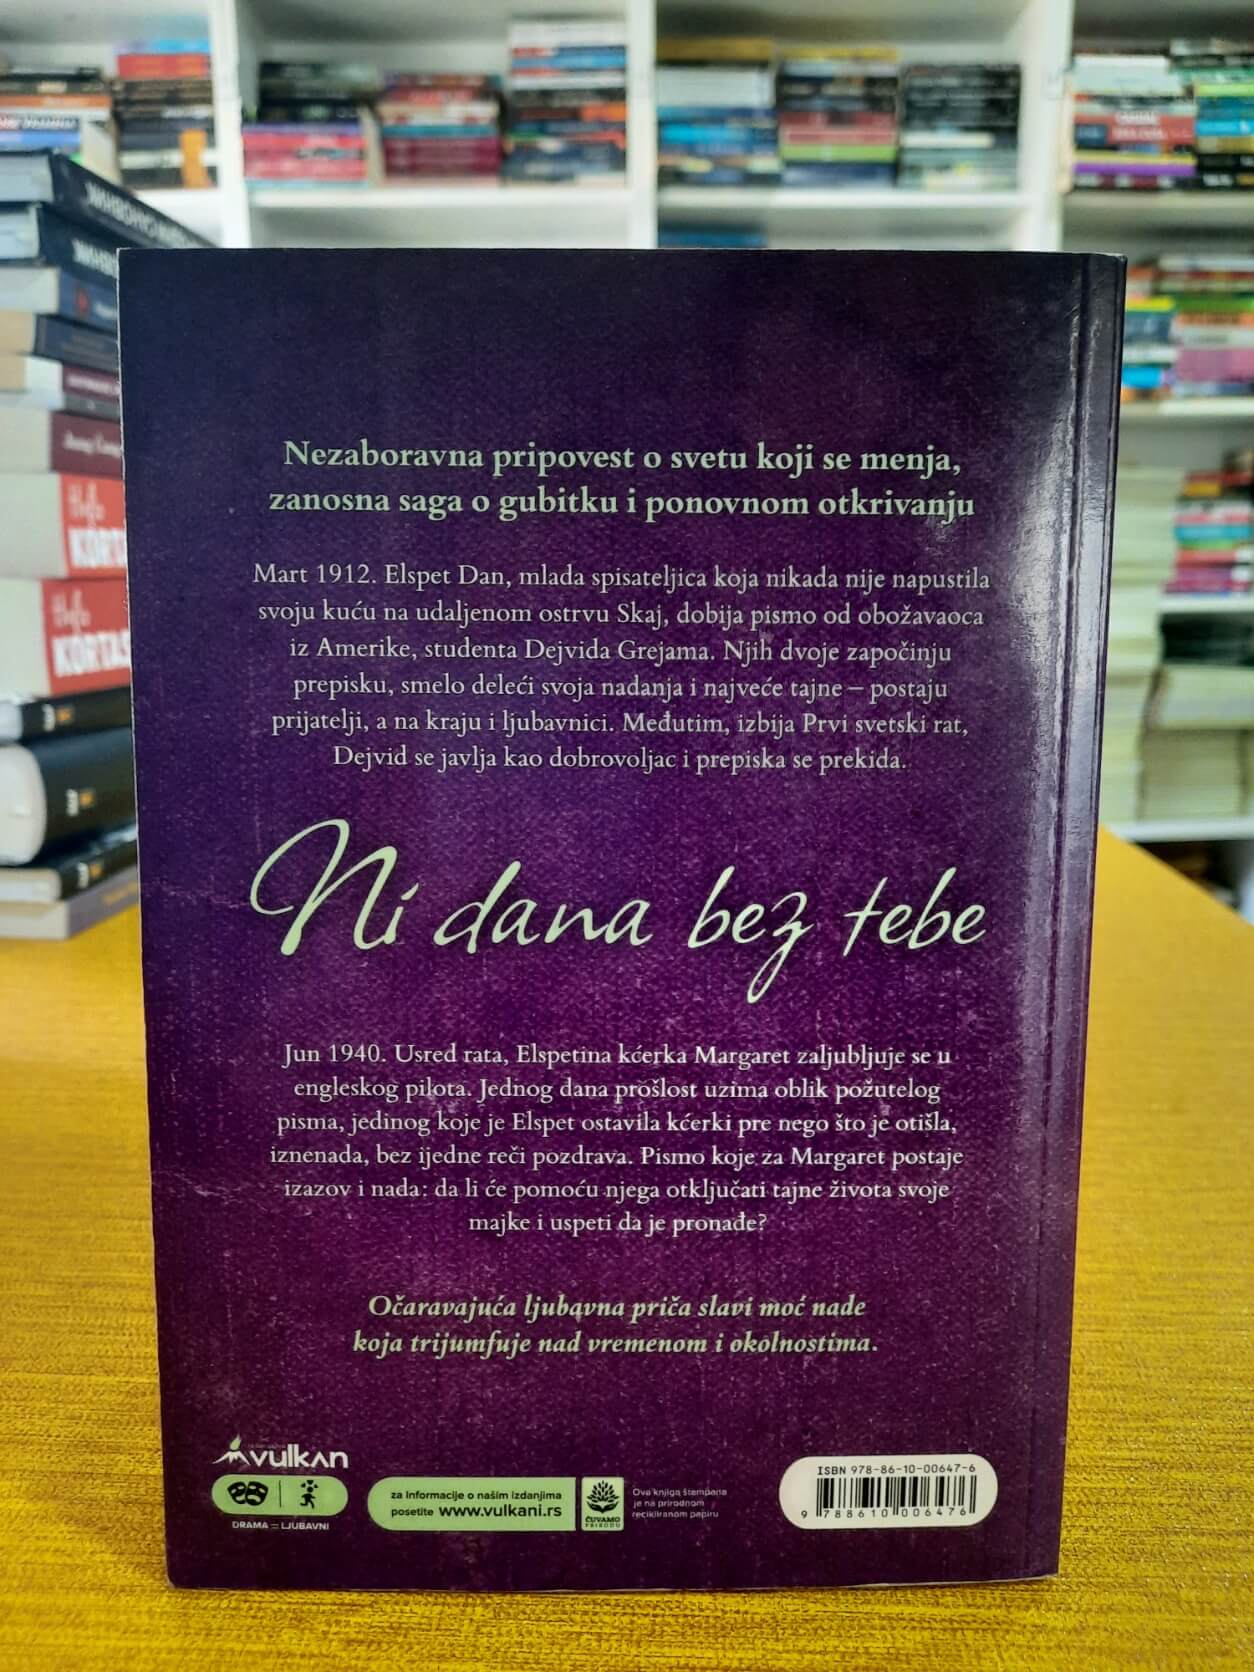 Nezaboravna pripovest o svetu koji se menja,
zanosna saga o gubitku i ponovnom otkrivanju
Mart 1912. Elspet Dan, mlada spisateljica koja nikada nije napustila
svoju kuću na udaljenom ostrvu Skaj, dobija pismo od obožavaoca
iz Amerike, studenta Dejvida Grejama. Njih dvoje započinju
prepisku, smelo deleći svoja nadanja i najveće tajne – postaju
prijatelji, a na kraju i ljubavnici. Međutim, izbija Prvi svetski rat,
Dejvid se javlja kao dobrovoljac i prepiska se prekida.
Ni dana bez tebe
Jun 1940. Usred rata, Elspetina kćerka Margaret zaljubljuje se u
engleskog pilota. Jednog dana prošlost uzima oblik požutelog
pisma, jedinog koje je Elspet ostavila kćerki pre nego što je otišla,
iznenada, bez ijedne reči pozdrava. Pismo koje za Margaret postaje
izazov i nada: da li će pomoću njega otključati tajne života svoje
majke i uspeti da je pronađe?
Očaravajuća ljubavna priča slavi moć nade
koja trijumfuje nad vremenom i okolnostima.
vulkan
DRAMA – LJUBAVNI
za informacije o našim izdanjima
posetite www.vulkani.rs
ČUVAMO
PRIRODU
Ova knjiga štampana
je na prirodnom
recikliranom papiru
ISBN 978-86-10-00647-6
9 788610 006476
KORTAS